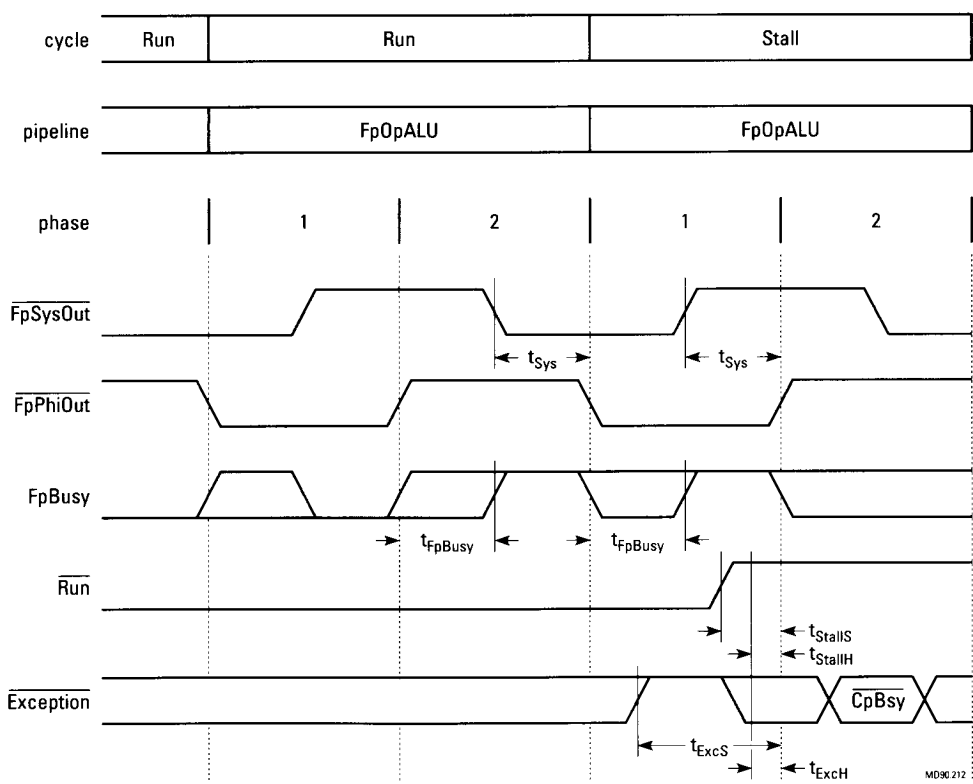 cycle Run Run Stall
pipeline FpOpALU FpOpALU
phase 1 2 1 2
FpSysOut
tSys tSys
FpPhiOut
FpBusy
tFpBusy tFpBusy
Run
tStallS
tStallH
Exception CpBsy
tExcS
tExcH
MD90.212